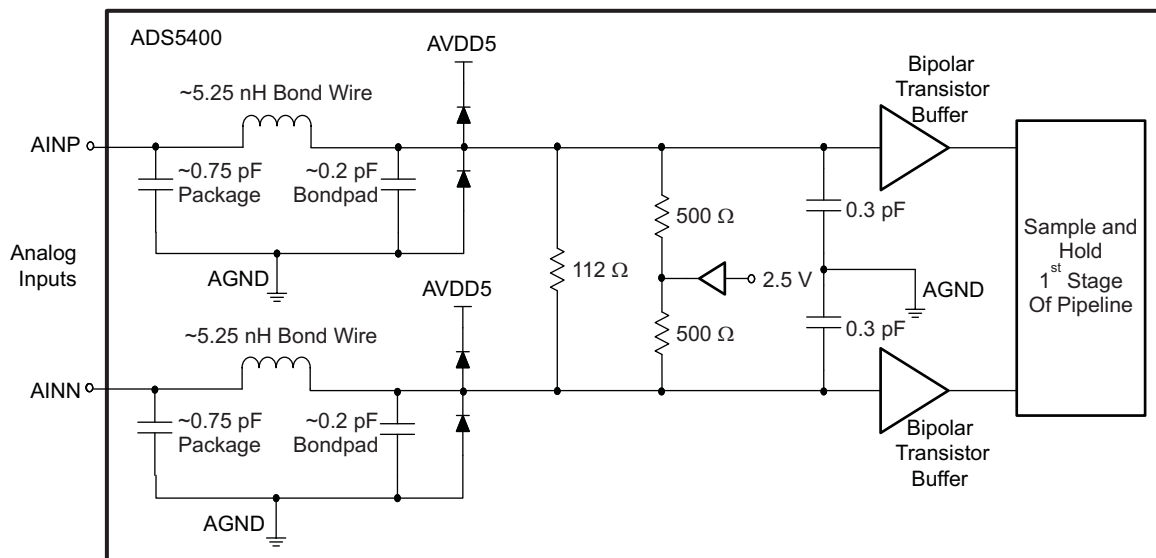 ADS5400
AVDD5
~5.25 nH Bond Wire
Bipolar
Transistor
Buffer
AINP
~0.75 pF
Package
~0.2 pF
Bondpad
500 Ω
0.3 pF
Analog
Inputs
AGND
112 Ω
2.5 V
AGND
Sample and
Hold
1st Stage
Of Pipeline
AVDD5
~5.25 nH Bond Wire
500 Ω
0.3 pF
AINN
~0.75 pF
Package
~0.2 pF
Bondpad
Bipolar
Transistor
Buffer
AGND